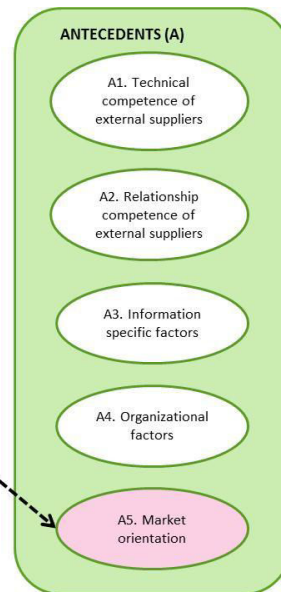 ANTECEDENTS (A)
A1. Technical
competence of
external suppliers
A2. Relationship
competence of
external suppliers
A3. Information
specific factors
A4. Organizational
factors
A5. Market
orientation